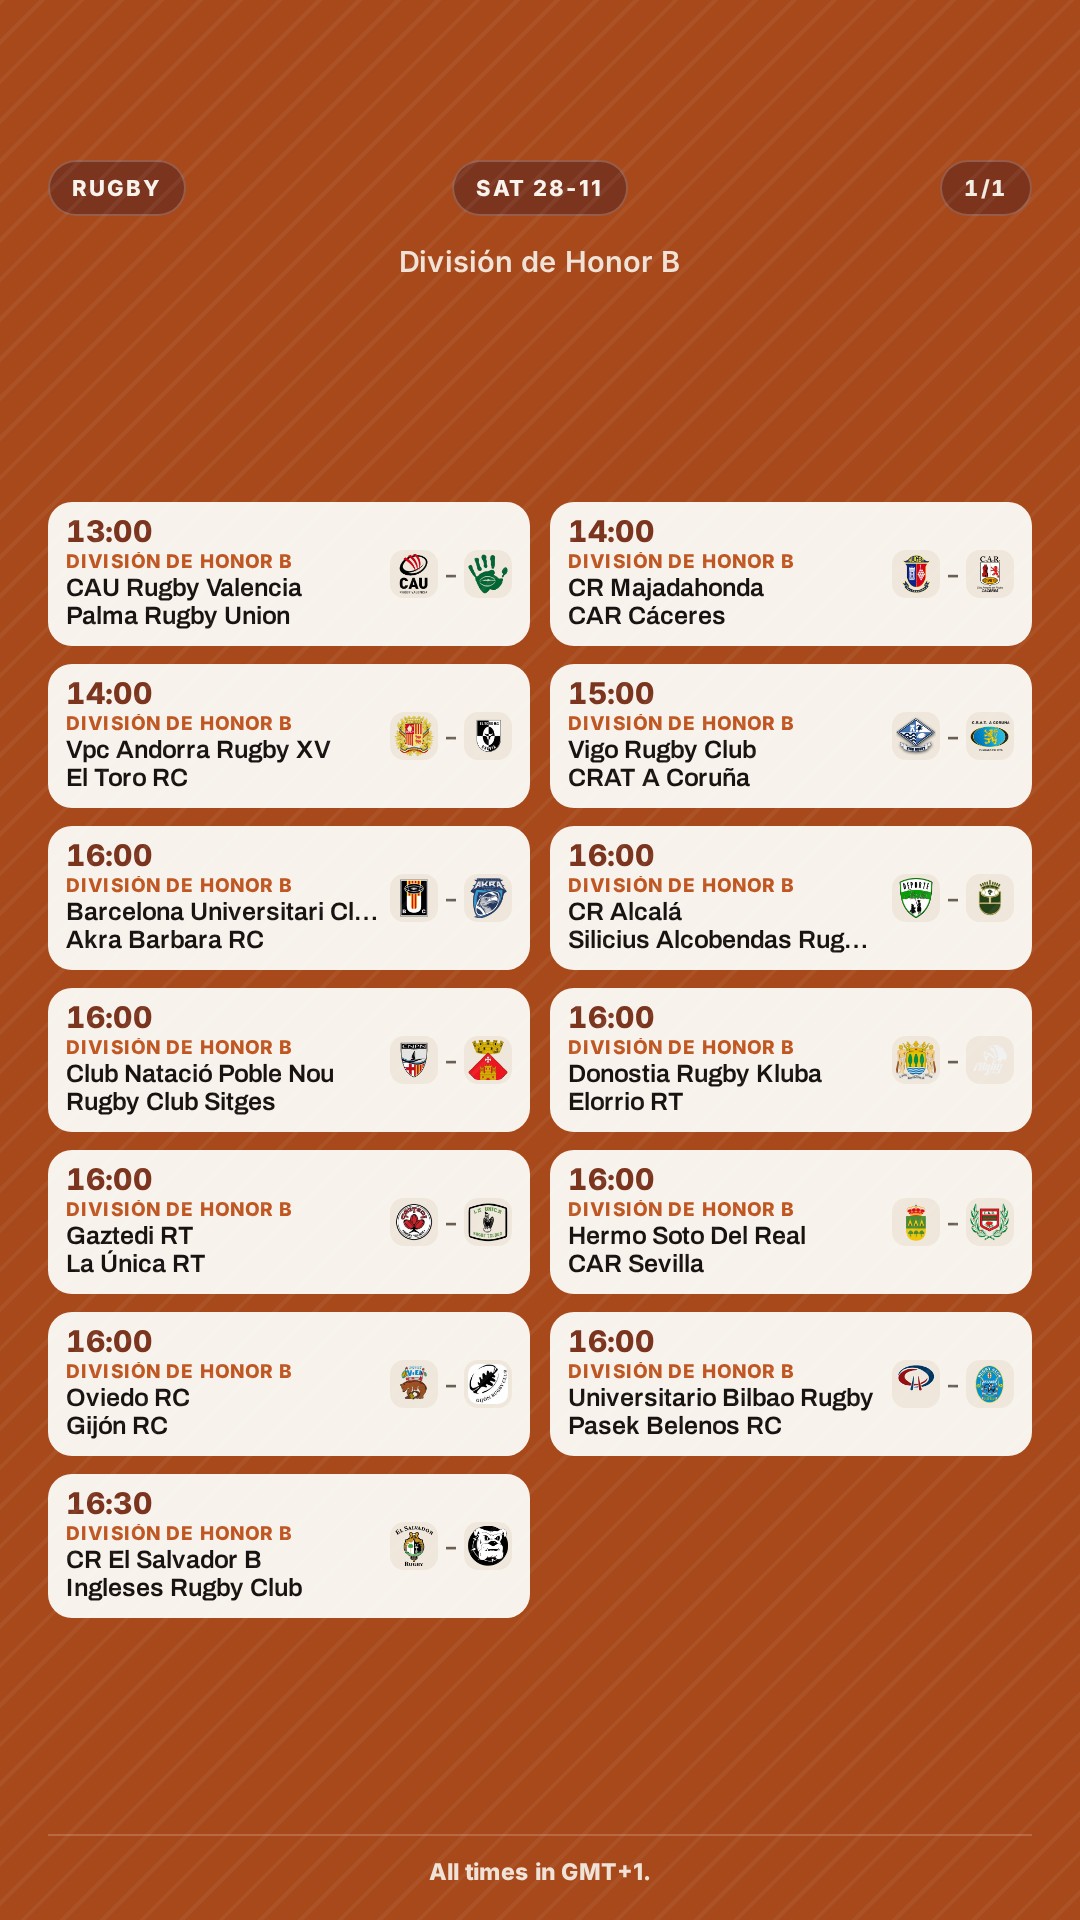 RUGBY
SAT 28-11
1/1
División de Honor B
13:00
DIVISIÓN DE HONOR B
CAU Rugby Valencia
Palma Rugby Union
CAU
14:00
DIVISIÓN DE HONOR B
CR Majadahonda
CAR Cáceres
14:00
DIVISIÓN DE HONOR B
Vpc Andorra Rugby XV
El Toro RC
15:00
DIVISIÓN DE HONOR B
Vigo Rugby Club
CRAT A Coruña
16:00
DIVISIÓN DE HONOR B
Barcelona Universitari Cl...
Akra Barbara RC
AKRA
16:00
DIVISIÓN DE HONOR B
CR Alcalá
Silicius Alcobendas Rug...
16:00
DIVISIÓN DE HONOR B
Club Natació Poble Nou
Rugby Club Sitges
16:00
DIVISIÓN DE HONOR B
Donostia Rugby Kluba
Elorrio RT
16:00
DIVISIÓN DE HONOR B
Gaztedi RT
La Única RT
16:00
DIVISIÓN DE HONOR B
Hermo Soto Del Real
CAR Sevilla
16:00
DIVISIÓN DE HONOR B
Oviedo RC
Gijón RC
16:00
DIVISIÓN DE HONOR B
Universitario Bilbao Rugby
Pasek Belenos RC
16:30
DIVISIÓN DE HONOR B
CR El Salvador B
Ingleses Rugby Club
EL SALVADOR
RUGBY
All times in GMT+1.